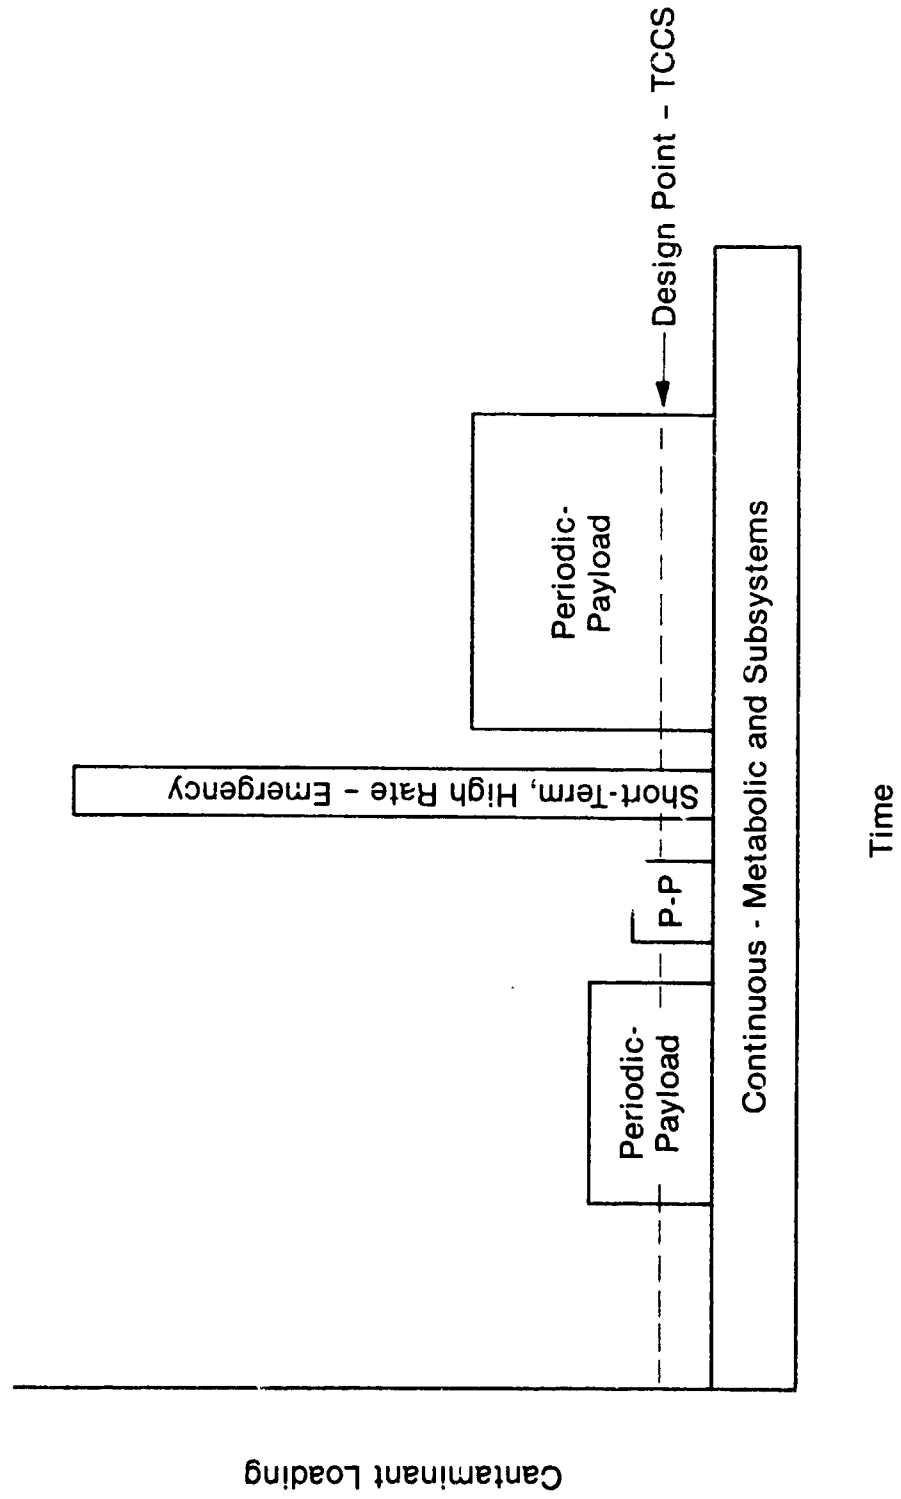 Cantaminant Loading
Short-Term, High Rate - Emergency
Periodic-
Payload
P-P
Periodic-
Payload
Design Point - TCCS
Continuous - Metabolic and Subsystems
Time